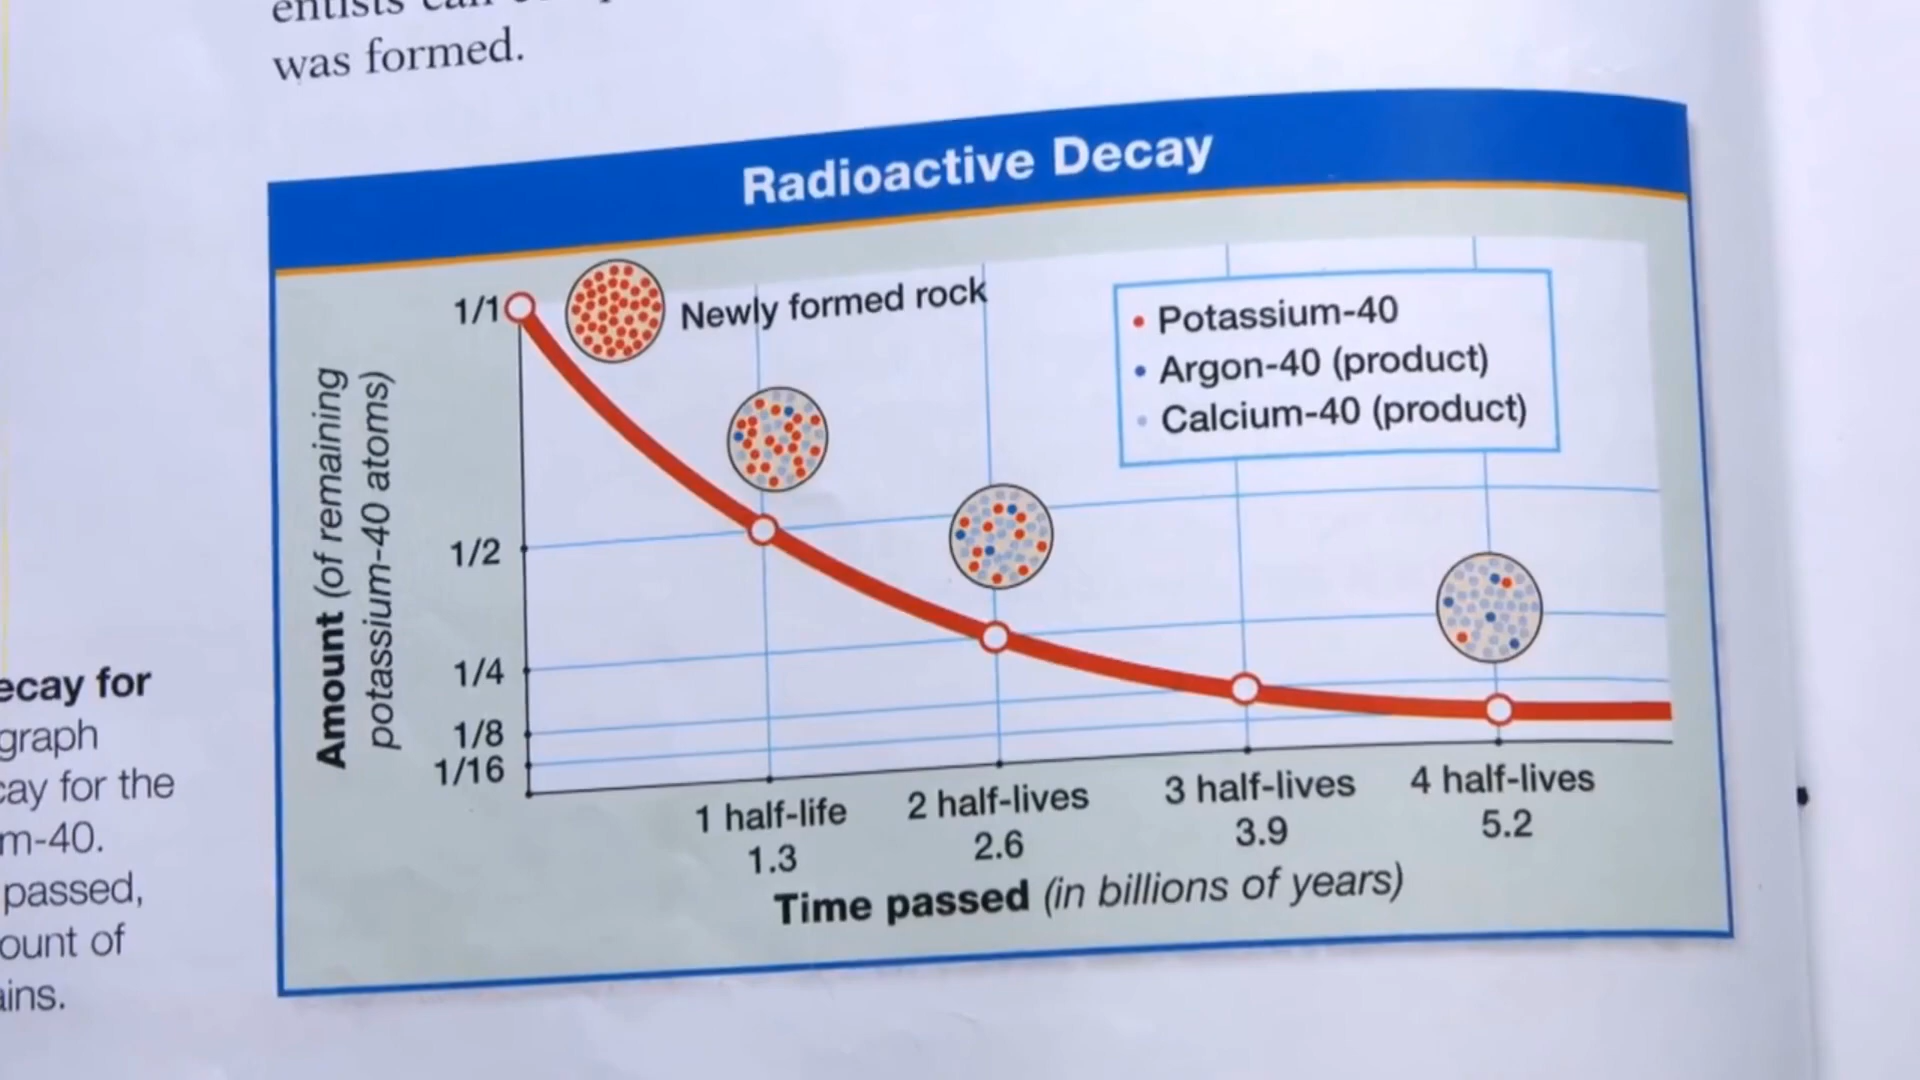 was formed.
Radioactive Decay
1/1
Newly formed rock
Potassium-40
Argon-40 (product)
Calcium-40 (product)
Amount (of remaining
potassium-40 atoms)
1/2
1/4
1/8
1/16
1 half-life
1.3
2 half-lives
2.6
3 half-lives
3.9
4 half-lives
5.2
Time passed (in billions of years)
ecay for
graph
cay for the
m-40.
passed,
ount of
ains.